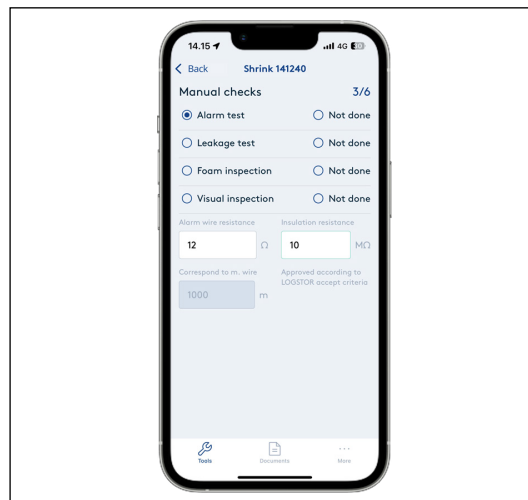 14.15 4G
Back Shrink 141240
Manual checks 3/6
Alarm test Not done
Leakage test Not done
Foam inspection Not done
Visual inspection Not done
Alarm wire resistance Insulation resistance
12 Ω 10 MΩ
Correspond to m. wire Approved according to
LOGSTOR accept criteria
1000 m
Tools Documents More